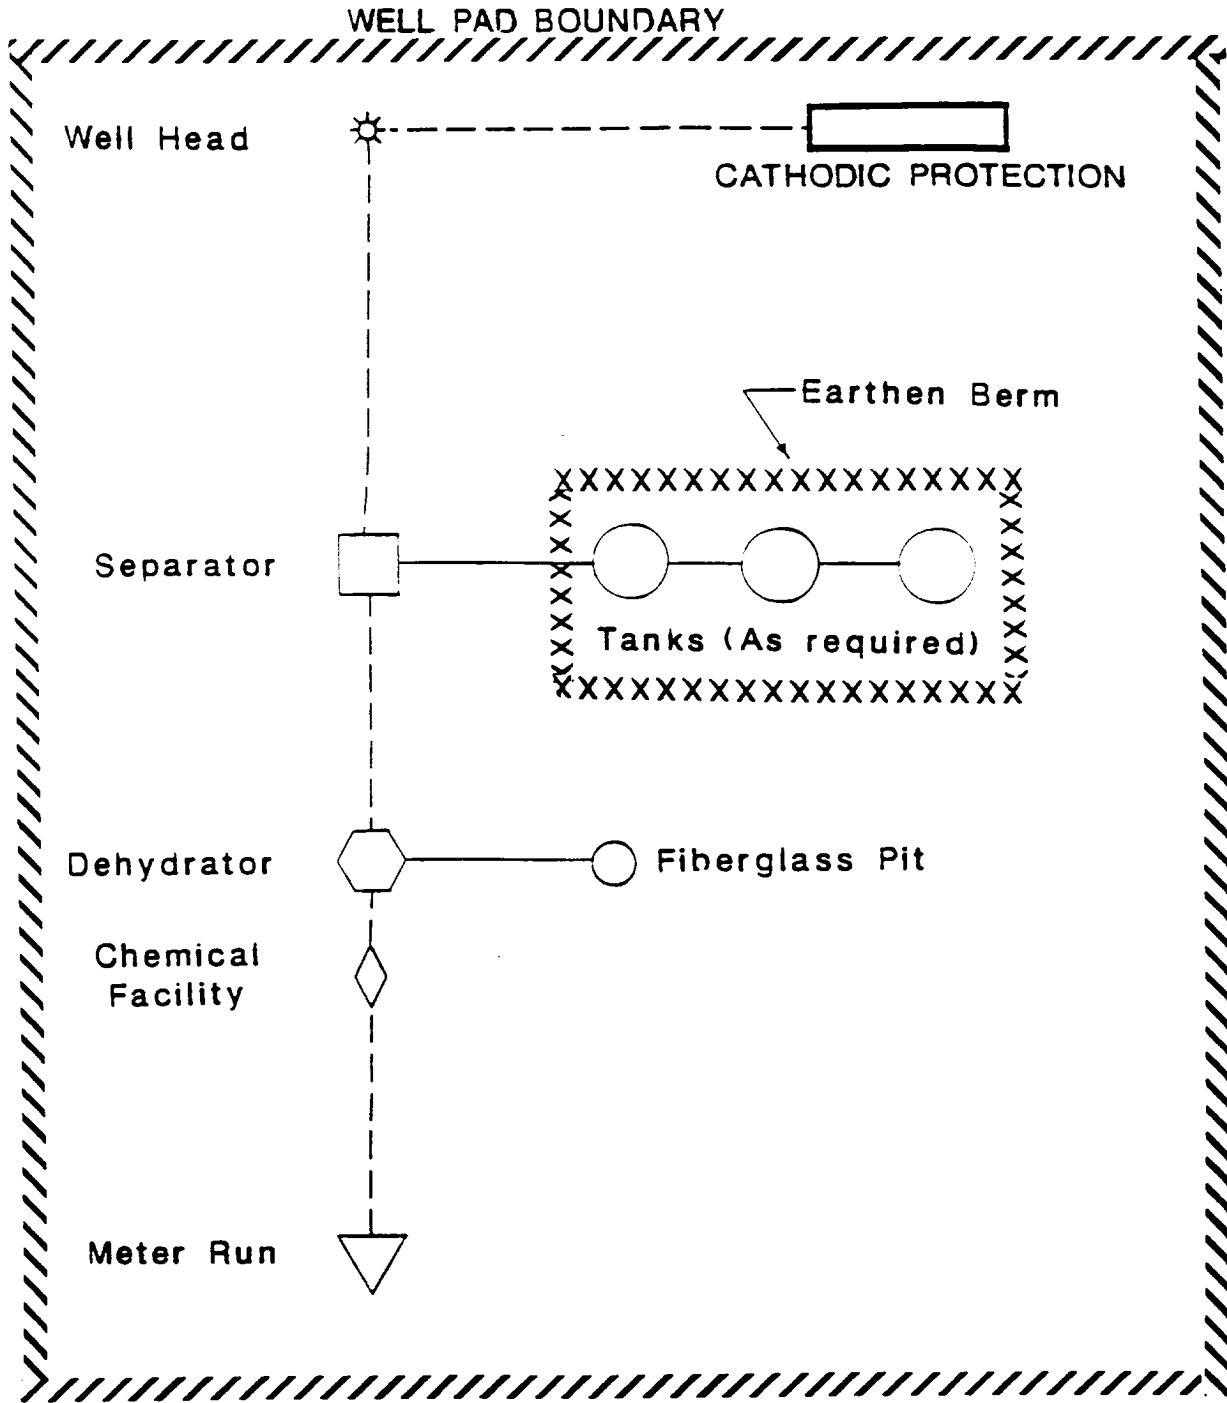 WELL PAD BOUNDARY
Well Head
CATHODIC PROTECTION
Earthen Berm
Separator
Tanks (As required)
Dehydrator
Fiberglass Pit
Chemical
Facility
Meter Run